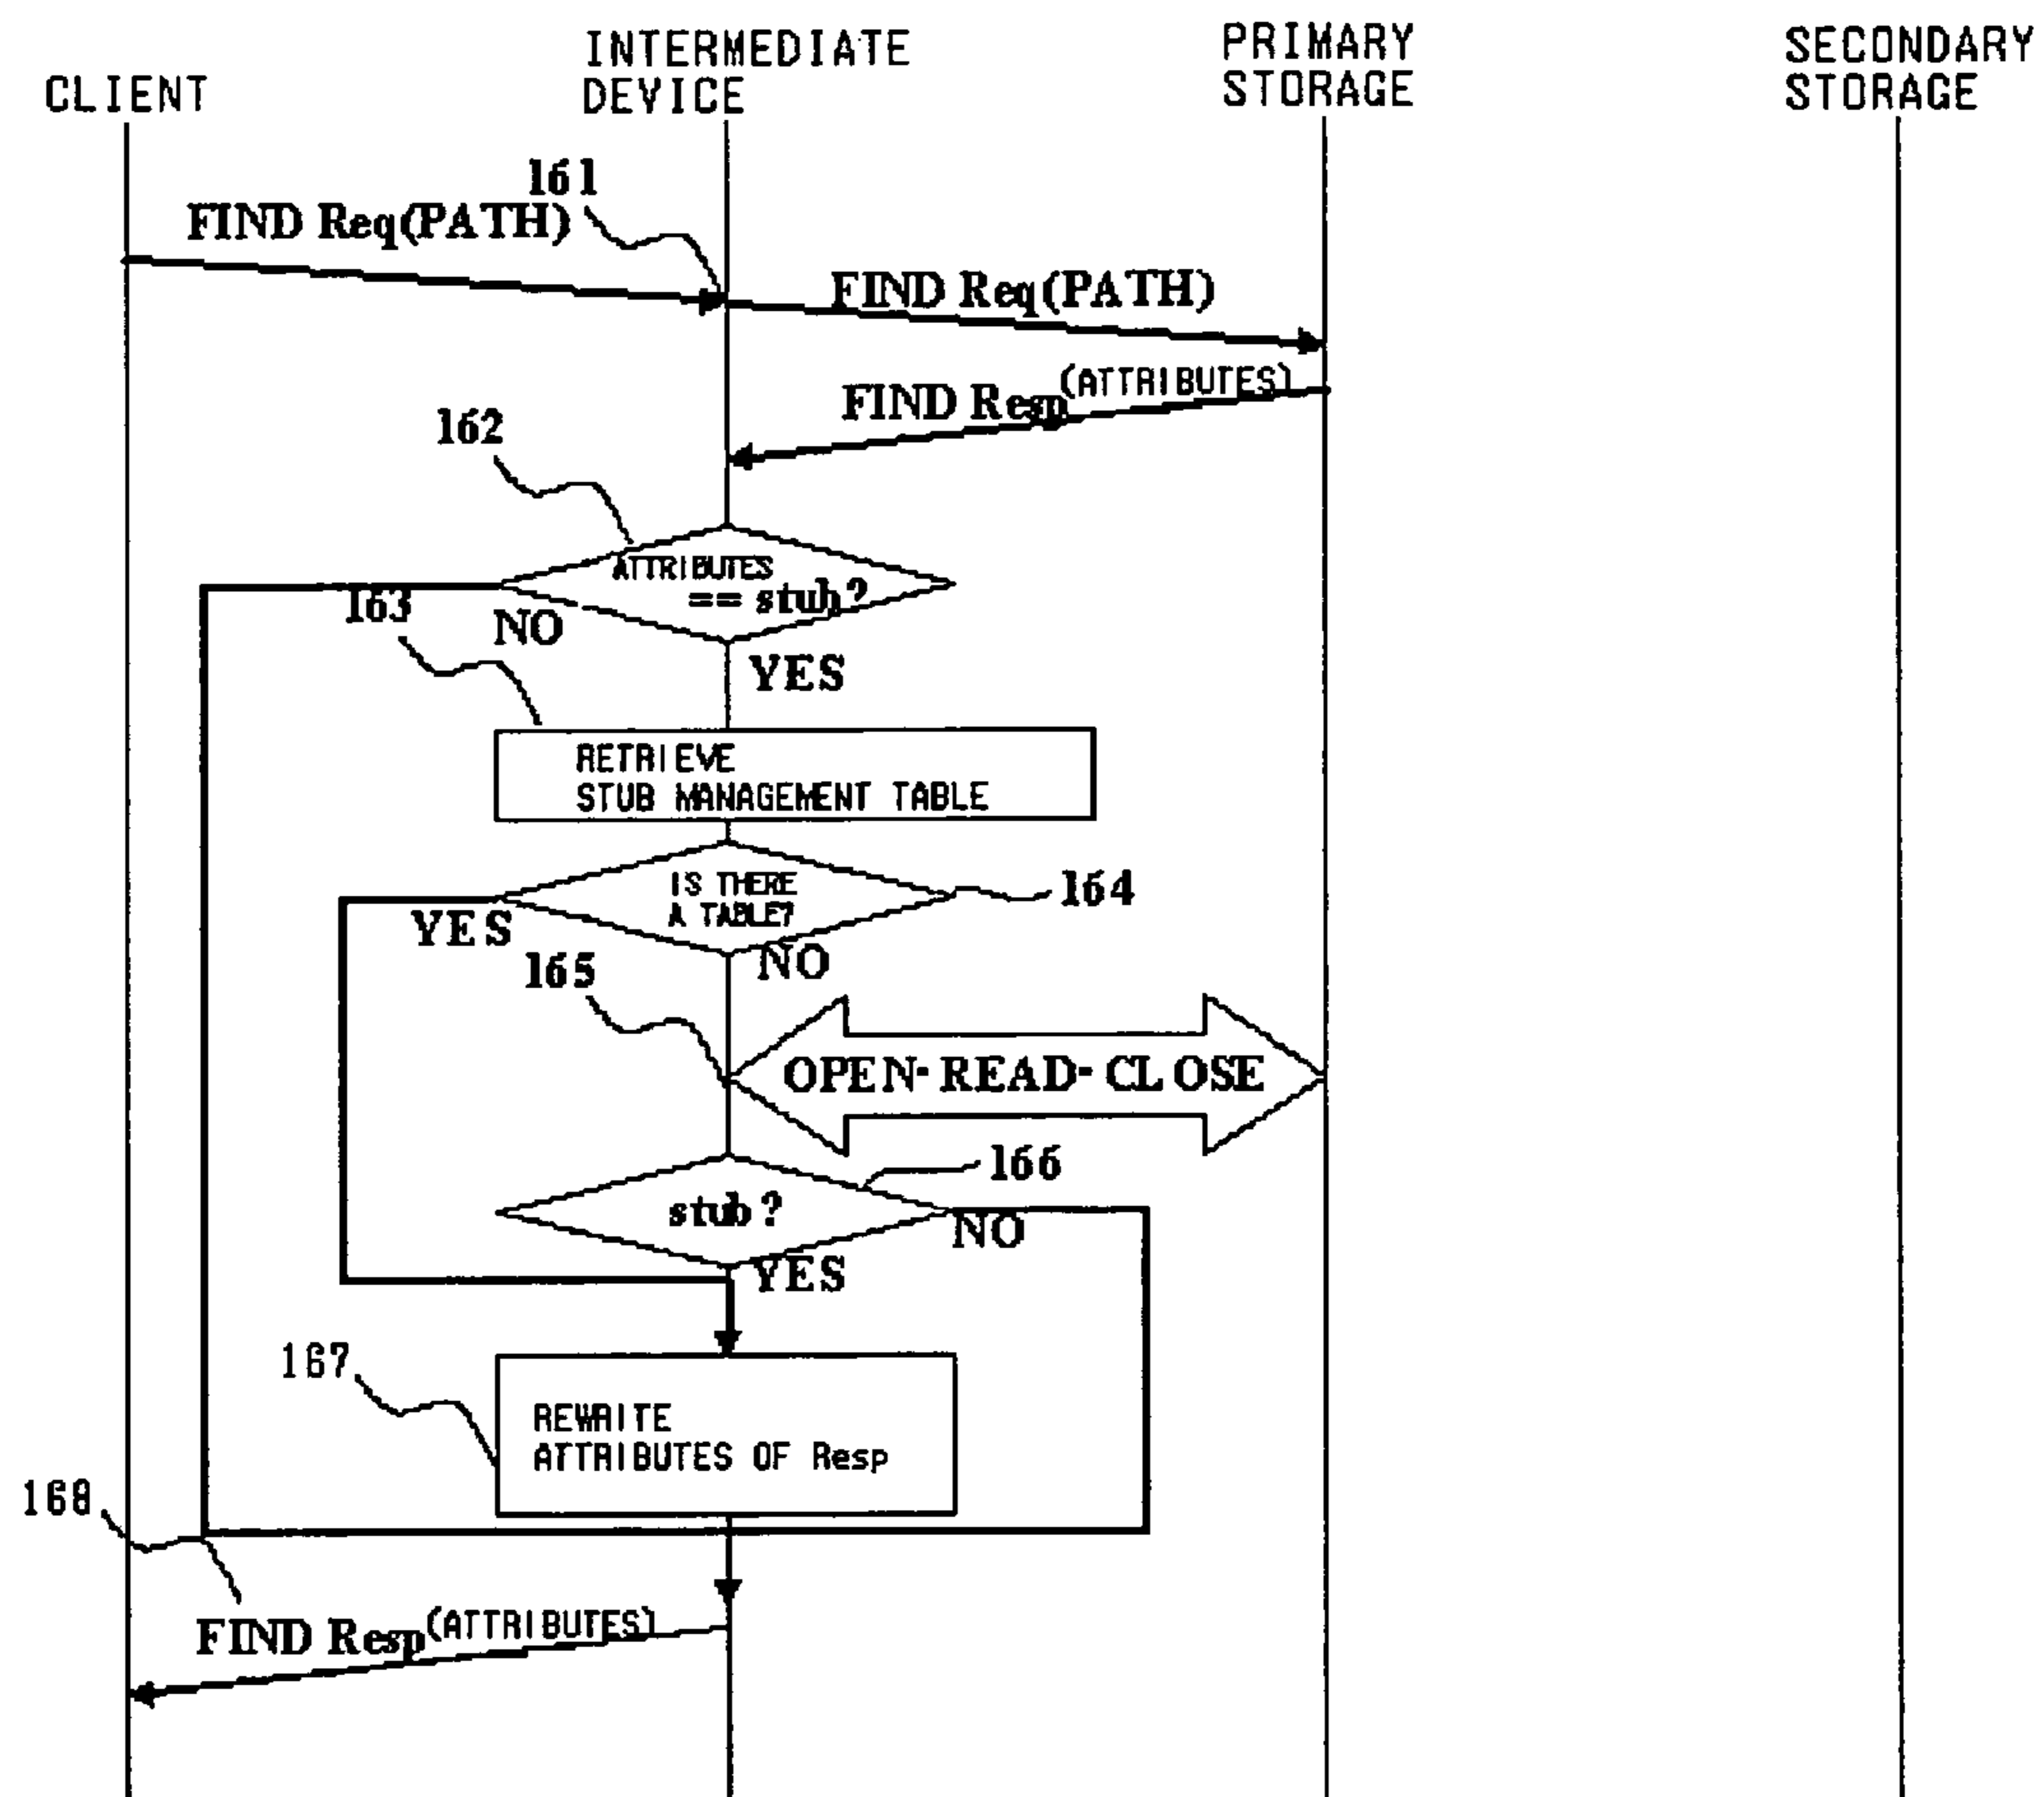 CLIENT
INTERMEDIATE
DEVICE
PRIMARY
STORAGE
SECONDARY
STORAGE
161
FIND Req(PATH)
FIND Req(PATH)
FIND Resp(ATTRIBUTES)
162
ATTRIBUTES
== stub?
163
NO
YES
RETRIEVE
STUB MANAGEMENT TABLE
IS THERE
A TABLE?
164
YES
NO
165
OPEN-READ-CLOSE
166
stub?
NO
YES
167
REWRITE
ATTRIBUTES OF Resp
168
FIND Resp(ATTRIBUTES)